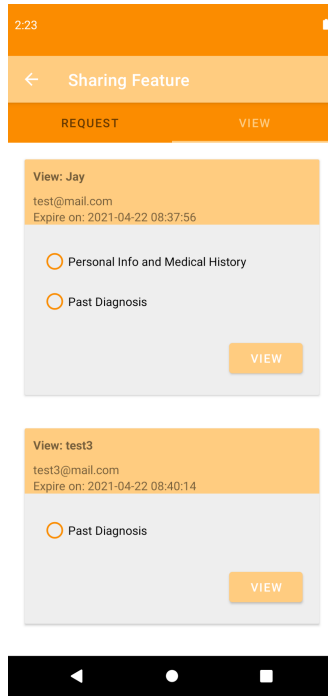 2:23
Sharing Feature
REQUEST VIEW
View: Jay
test@mail.com
Expire on: 2021-04-22 08:37:56
Personal Info and Medical History
Past Diagnosis
VIEW
View: test3
test3@mail.com
Expire on: 2021-04-22 08:40:14
Past Diagnosis
VIEW